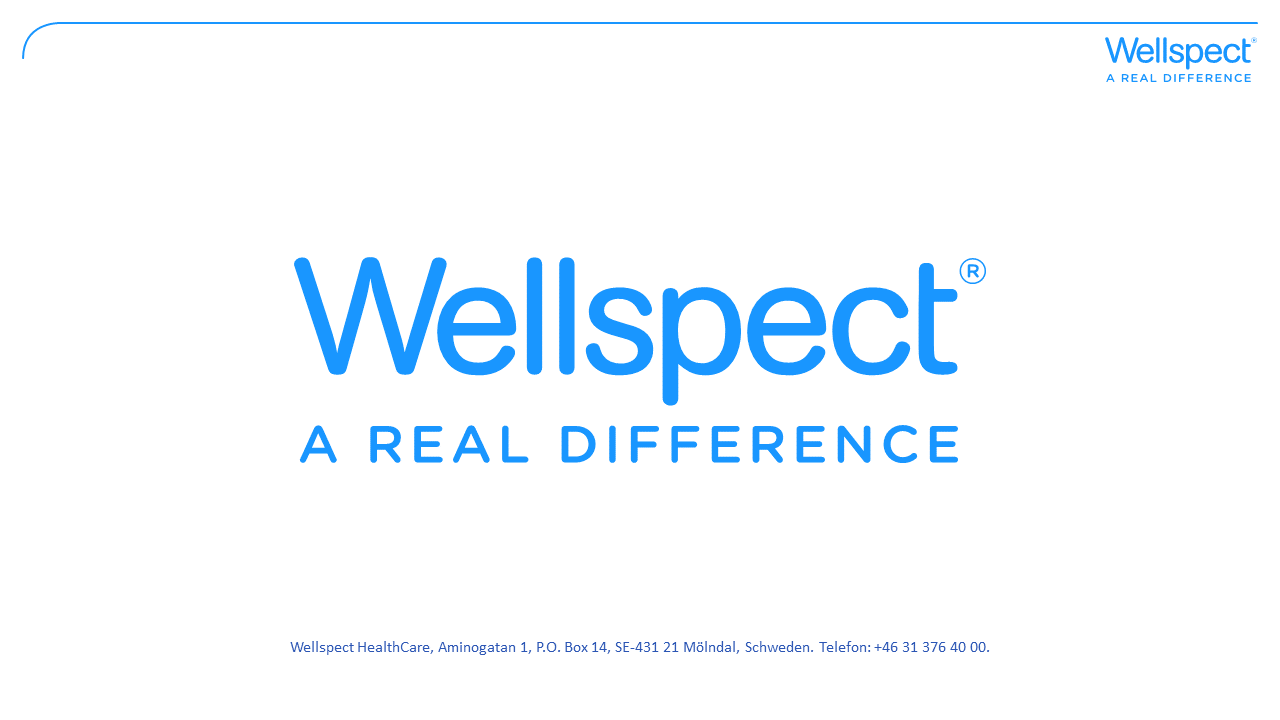 Wellspect®
A REAL DIFFERENCE
Wellspect®
A REAL DIFFERENCE
Wellspect HealthCare, Aminogatan 1, P.O. Box 14, SE-431 21 Mölndal, Schweden. Telefon: +46 31 376 40 00.